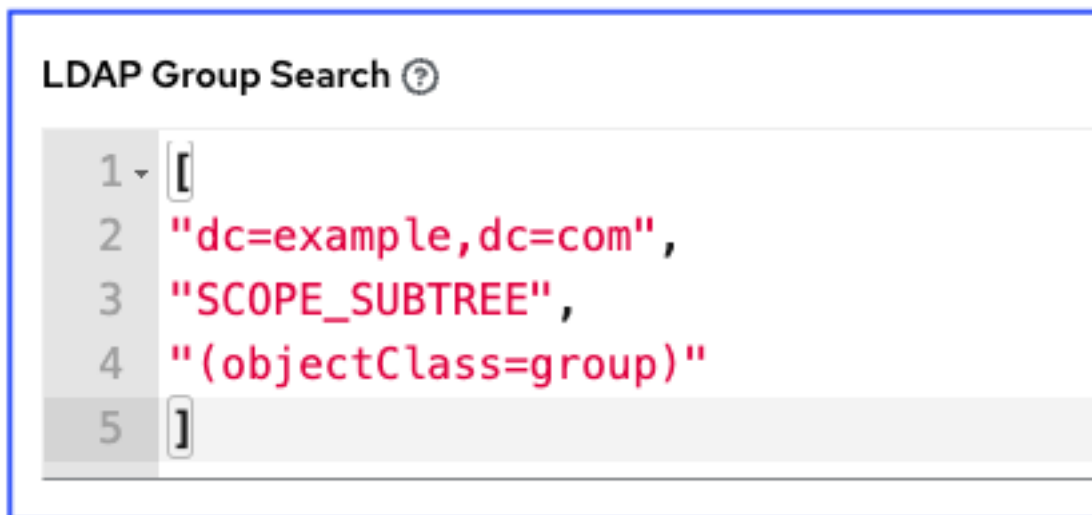 LDAP Group Search ?
1 [
2 "dc=example,dc=com",
3 "SCOPE_SUBTREE",
4 "(objectClass=group)"
5 ]